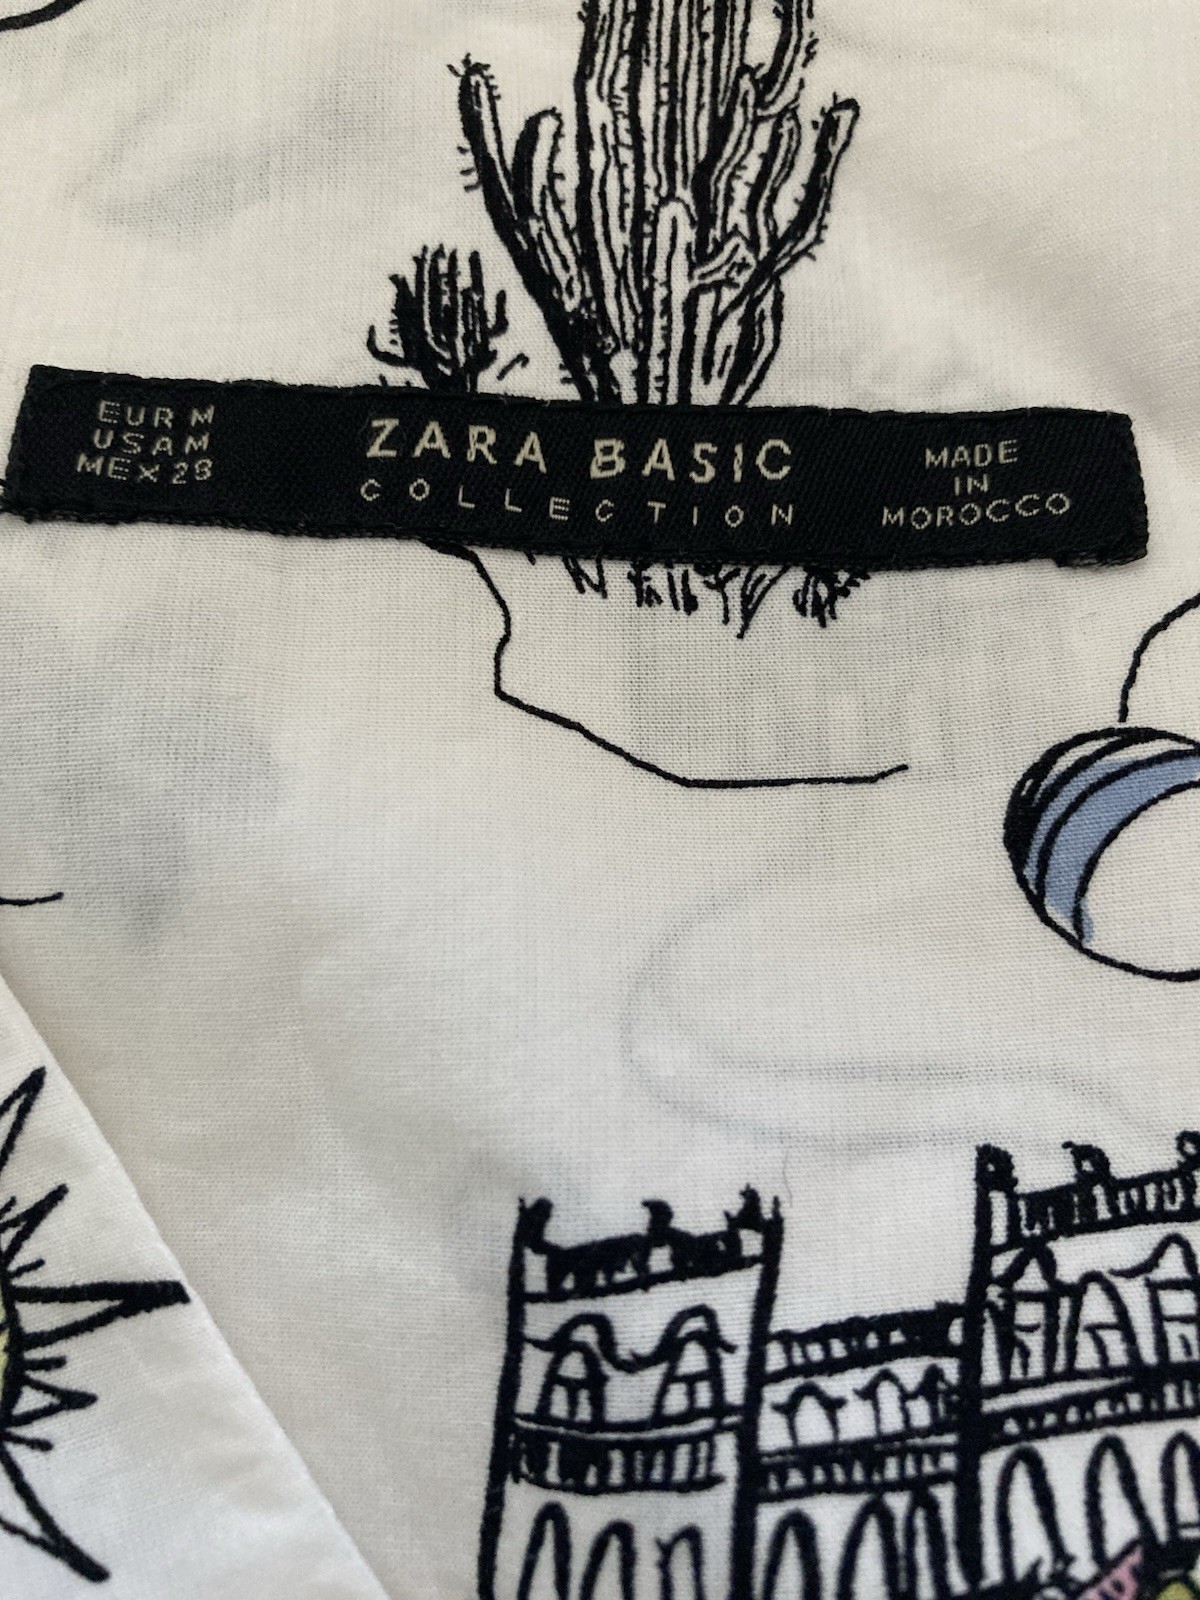 EUR M
USA M
MEX 28
ZARA BASIC
COLLECTION
MADE
IN
MOROCCO